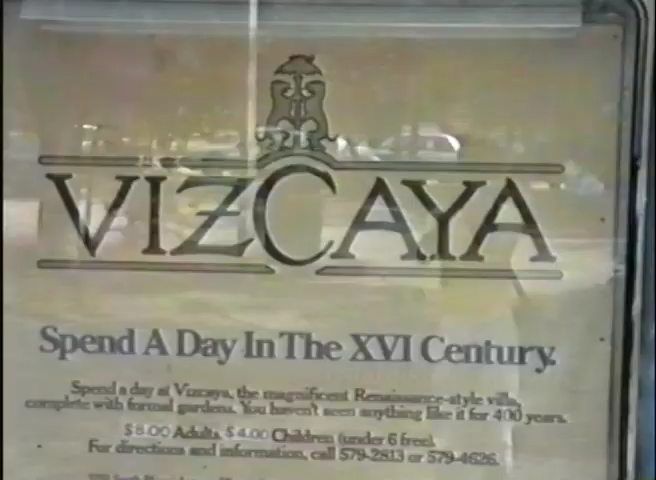 VIZCAYA
Spend A Day In The XVI Century.
Spend a day at Vizcaya, the magnificent Renaissance-style villa,
complete with formal gardens. You haven't seen anything like it for 400 years.
$8.00 Adults, $4.00 Children (under 6 free).
For directions and information, call 579-2813 or 579-4626.